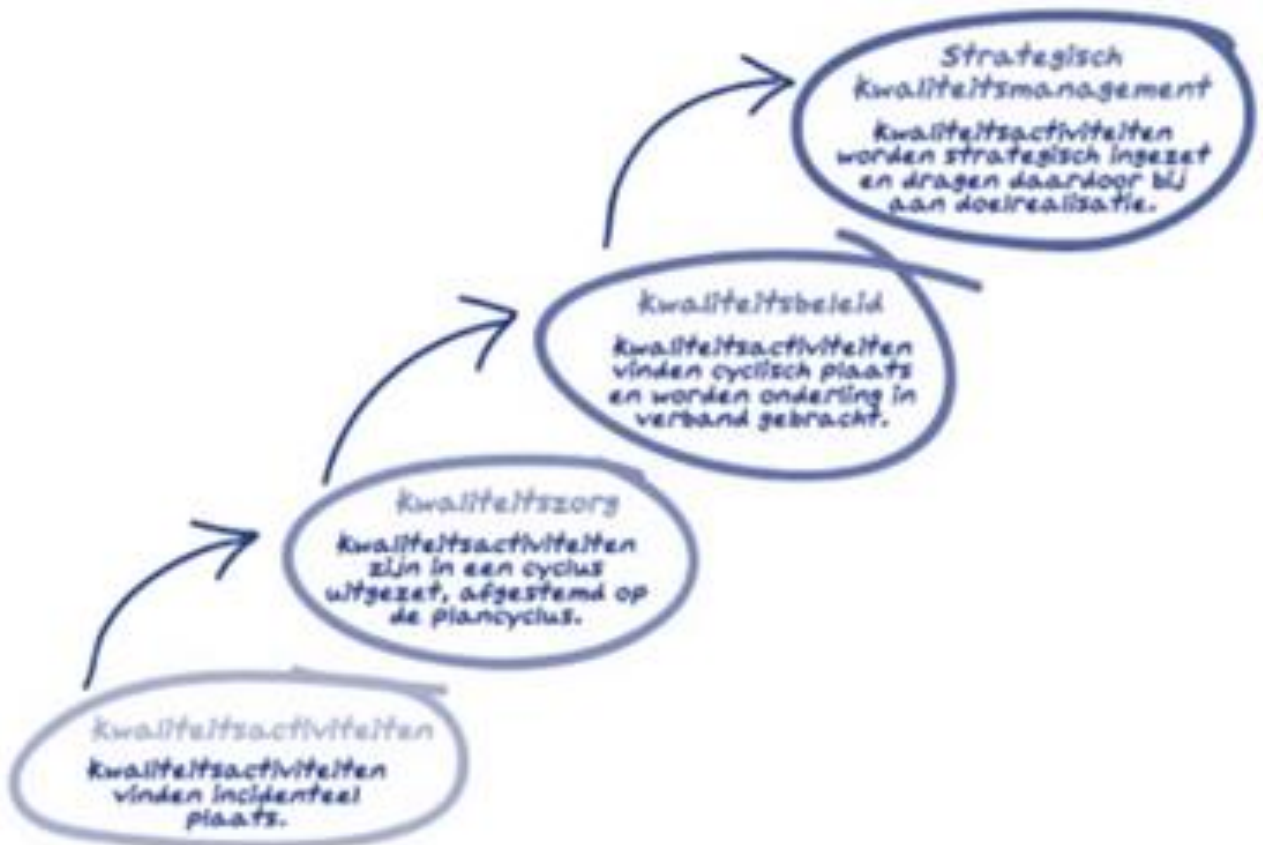 Strategisch
kwaliteitsmanagement
kwaliteitsactiviteiten
worden strategisch ingezet
en dragen daardoor bij
aan doelrealisatie.
kwaliteitsbeleid
kwaliteitsactiviteiten
vinden cyclisch plaats
en worden onderling in
verband gebracht.
kwaliteitszorg
kwaliteitsactiviteiten
zijn in een cyclus
uitgezet, afgestemd op
de plancyclus.
kwaliteitsactiviteiten
kwaliteitsactiviteiten
vinden incidenteel
plaats.